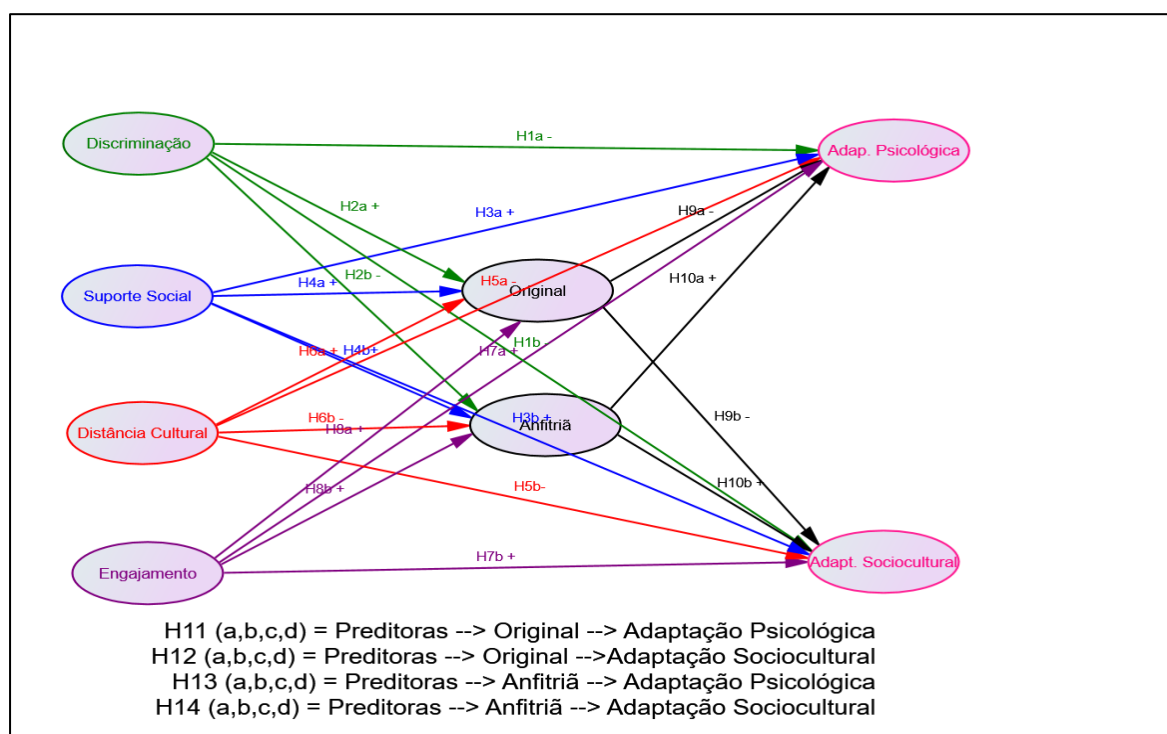 Discriminação
H1a -
Adap. Psicológica
H2a +
H3a +
H9a -
Suporte Social
H2b -
H4a +
H5a -
Original
H10a +
H6a +
H4b+
H7a +
H1b -
Distância Cultural
H6b -
H8a +
H3b +
Anfitriã
H9b -
H8b +
H5b-
H10b +
Engajamento
H7b +
Adapt. Sociocultural
H11 (a,b,c,d) = Preditoras --> Original --> Adaptação Psicológica
H12 (a,b,c,d) = Preditoras --> Original -->Adaptação Sociocultural
H13 (a,b,c,d) = Preditoras --> Anfitriã --> Adaptação Psicológica
H14 (a,b,c,d) = Preditoras --> Anfitriã --> Adaptação Sociocultural